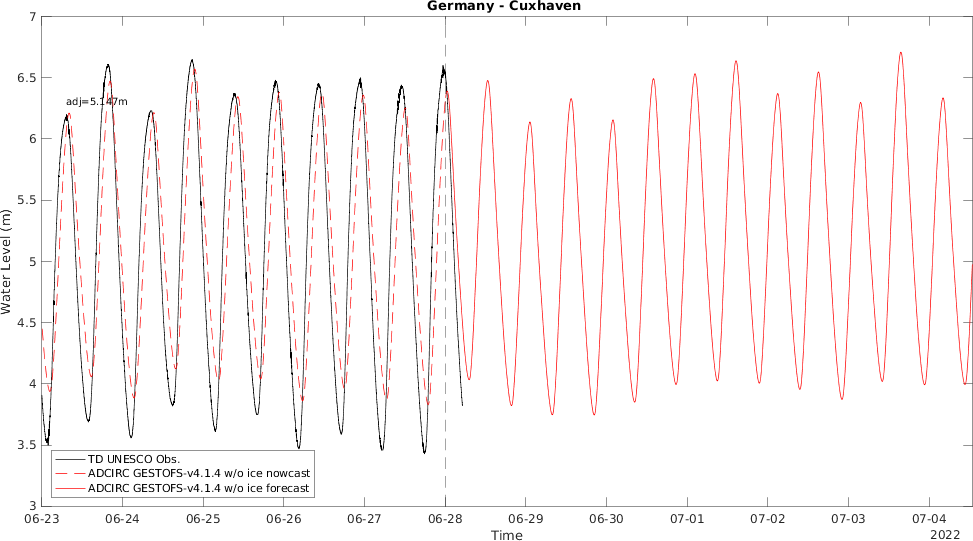 Germany - Cuxhaven
7
6.5
6
5.5
5
4.5
4
3.5
3
Water Level (m)
adj=5.147m
TD UNESCO Obs.
ADCIRC GESTOFS-v4.1.4 w/o ice nowcast
ADCIRC GESTOFS-v4.1.4 w/o ice forecast
06-23 06-24 06-25 06-26 06-27 06-28 06-29 06-30 07-01 07-02 07-03 07-04
Time
2022